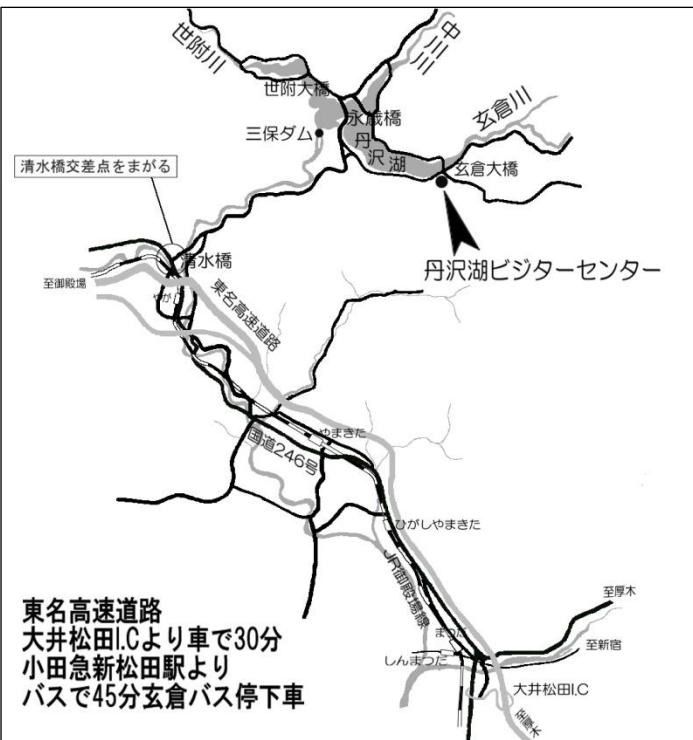 世附川
中川川
世附大橋
永歳橋
玄倉川
三保ダム
丹沢湖
玄倉大橋
清水橋交差点をまがる
清水橋
丹沢湖ビジターセンター
至御殿場
やが
東名高速道路
やまきた
国道246号
ひがしやまきた
JR御殿場線
至厚木
まつだ
至新宿
しんまつだ
大井松田I.C
至厚木
東名高速道路
大井松田I.Cより車で30分
小田急新松田駅より
バスで45分玄倉バス停下車